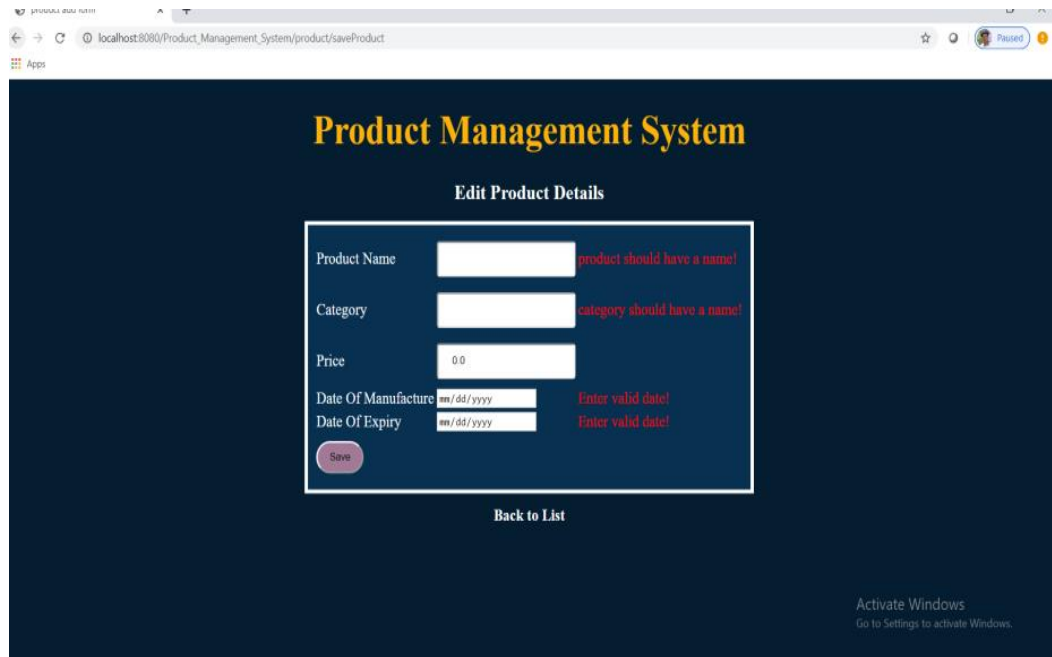 product add form
localhost:8080/Product_Management_System/product/saveProduct
Paused
Apps
Product Management System
Edit Product Details
Product Name product should have a name!
Category category should have a name!
Price 0.0
Date Of Manufacture mm/dd/yyyy Enter valid date!
Date Of Expiry mm/dd/yyyy Enter valid date!
Save
Back to List
Activate Windows
Go to Settings to activate Windows.